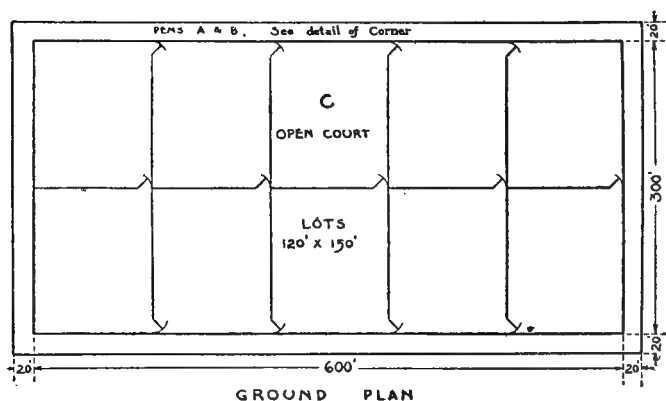 PENS A & B, See detail of Corner
20'
C
OPEN COURT
300'
LOTS
120' X 150'
20'
20'
600'
20'
GROUND PLAN